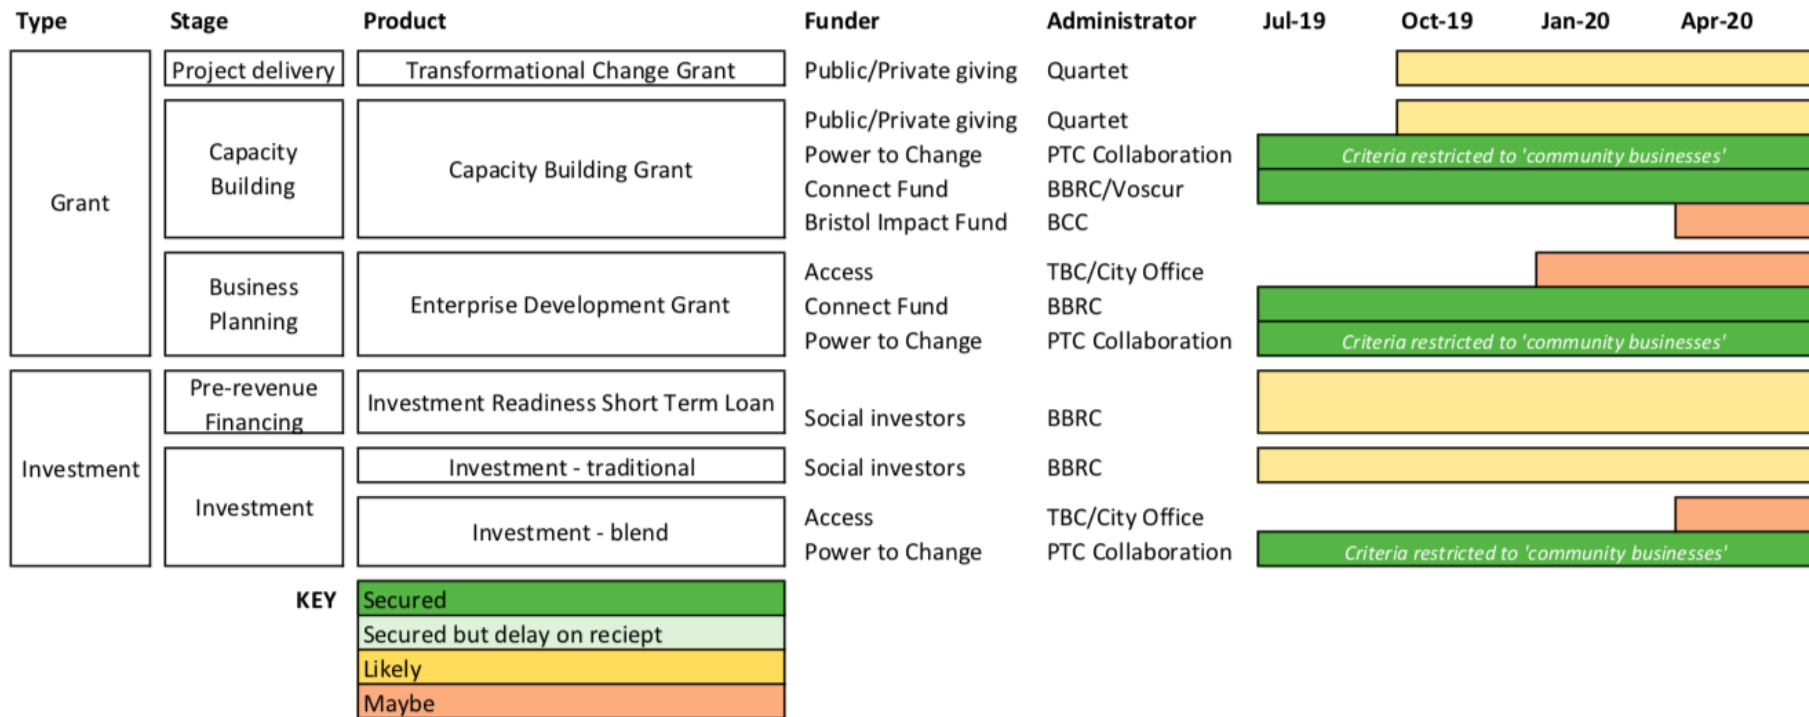 Type Stage Product Funder Administrator Jul-19 Oct-19 Jan-20 Apr-20
Project delivery Transformational Change Grant Public/Private giving Quartet
Grant
Capacity
Building
Capacity Building Grant
Public/Private giving Quartet
Power to Change PTC Collaboration Criteria restricted to 'community businesses'
Connect Fund BBRC/Voscur
Bristol Impact Fund BCC
Business
Planning
Enterprise Development Grant
Access TBC/City Office
Connect Fund BBRC
Power to Change PTC Collaboration Criteria restricted to 'community businesses'
Investment
Pre-revenue
Financing
Investment Readiness Short Term Loan
Social investors BBRC
Investment
Investment - traditional Social investors BBRC
Investment - blend
Access TBC/City Office
Power to Change PTC Collaboration Criteria restricted to 'community businesses'
KEY Secured
Secured but delay on reciept
Likely
Maybe